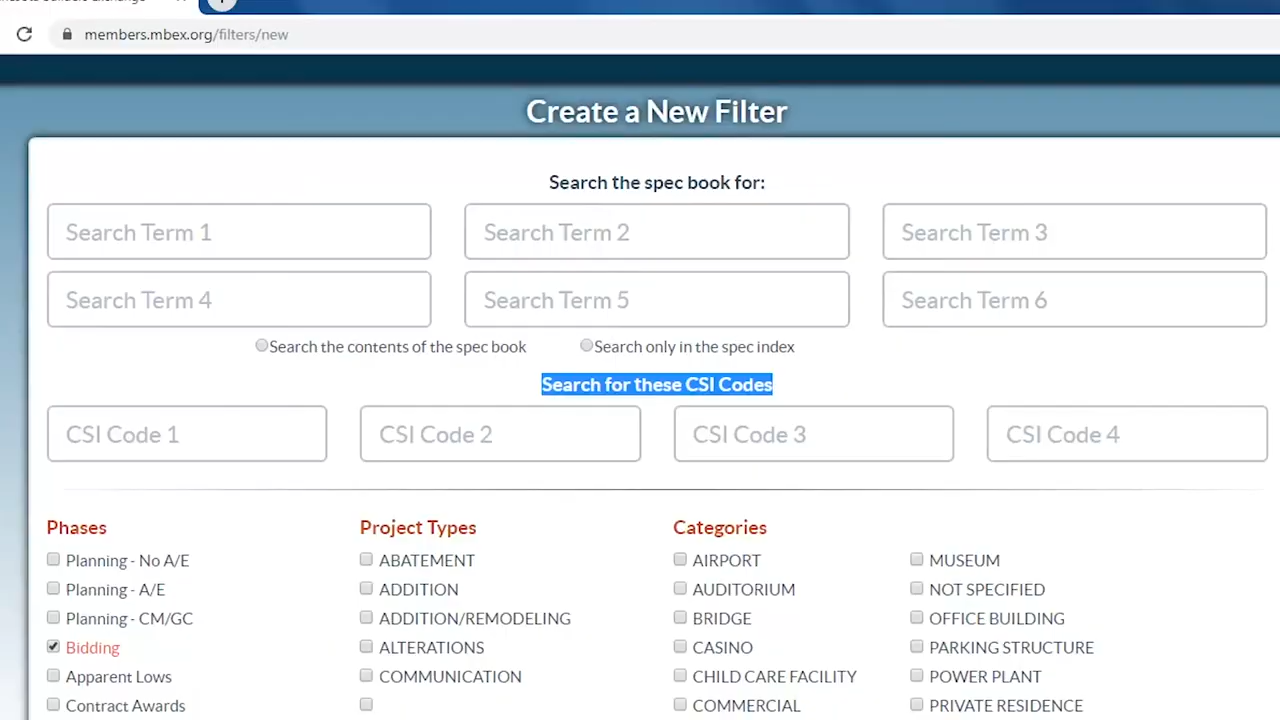 members.mbex.org/filters/new
Create a New Filter
Search the spec book for:
Search Term 1
Search Term 2
Search Term 3
Search Term 4
Search Term 5
Search Term 6
Search the contents of the spec book
Search only in the spec index
Search for these CSI Codes
CSI Code 1
CSI Code 2
CSI Code 3
CSI Code 4
Phases
Planning - No A/E
Planning - A/E
Planning - CM/GC
Bidding
Apparent Lows
Contract Awards
Project Types
ABATEMENT
ADDITION
ADDITION/REMODELING
ALTERATIONS
COMMUNICATION
Categories
AIRPORT
AUDITORIUM
BRIDGE
CASINO
CHILD CARE FACILITY
COMMERCIAL
MUSEUM
NOT SPECIFIED
OFFICE BUILDING
PARKING STRUCTURE
POWER PLANT
PRIVATE RESIDENCE